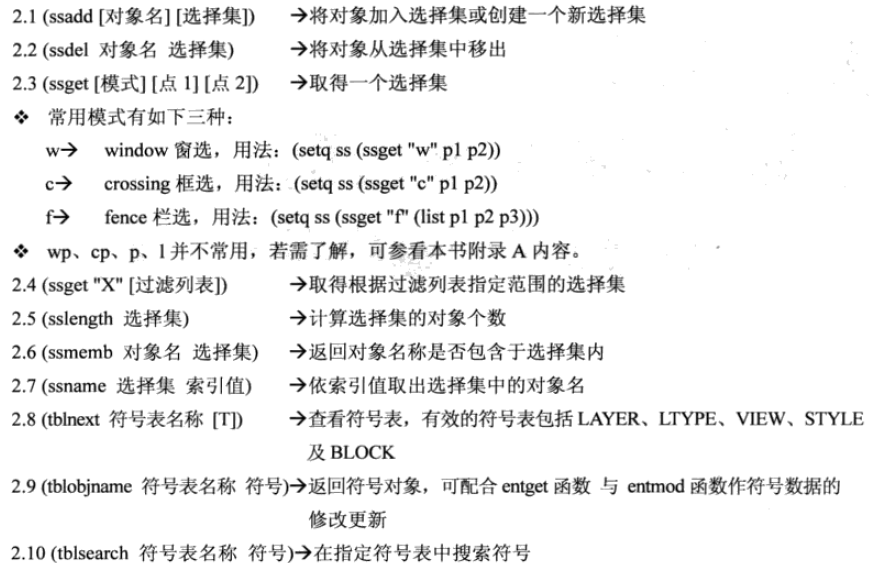 2.1 (ssadd [对象名] [选择集]) →将对象加入选择集或创建一个新选择集
2.2 (ssdel 对象名 选择集) →将对象从选择集中移出
2.3 (ssget [模式] [点 1] [点 2]) →取得一个选择集
❖ 常用模式有如下三种：
w→ window 窗选，用法：(setq ss (ssget "w" p1 p2))
c→ crossing 框选，用法：(setq ss (ssget "c" p1 p2))
f→ fence 栏选，用法：(setq ss (ssget "f" (list p1 p2 p3)))
❖ wp、cp、p、l 并不常用，若需了解，可参看本书附录 A 内容。
2.4 (ssget "X" [过滤列表]) →取得根据过滤列表指定范围的选择集
2.5 (sslength 选择集) →计算选择集的对象个数
2.6 (ssmemb 对象名 选择集) →返回对象名称是否包含于选择集内
2.7 (ssname 选择集 索引值) →依索引值取出选择集中的对象名
2.8 (tblnext 符号表名称 [T]) →查看符号表，有效的符号表包括 LAYER、LTYPE、VIEW、STYLE
及 BLOCK
2.9 (tblobjname 符号表名称 符号)→返回符号对象，可配合 entget 函数 与 entmod 函数作符号数据的
修改更新
2.10 (tblsearch 符号表名称 符号)→在指定符号表中搜索符号